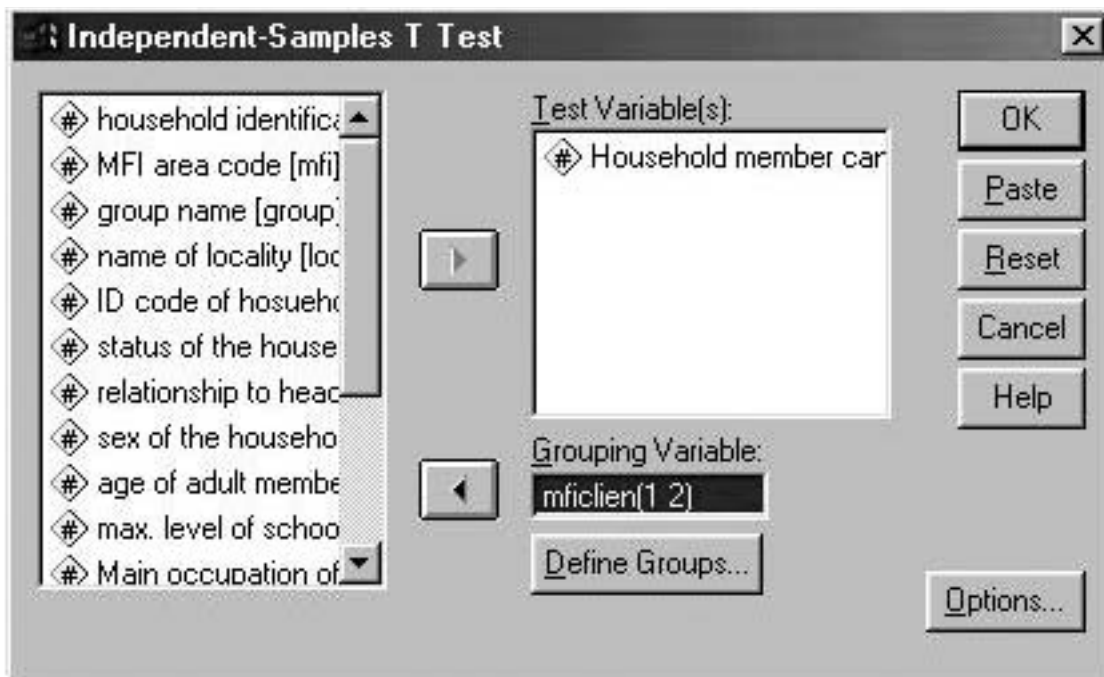 Independent-Samples T Test
household identifica
MFI area code [mfi]
group name [group]
name of locality [loc
ID code of hosueho
status of the house
relationship to head
sex of the househo
age of adult membe
max. level of schoo
Main occupation of
Test Variable(s):
Household member can
Grouping Variable:
mficlien(1 2)
Define Groups...
OK
Paste
Reset
Cancel
Help
Options...